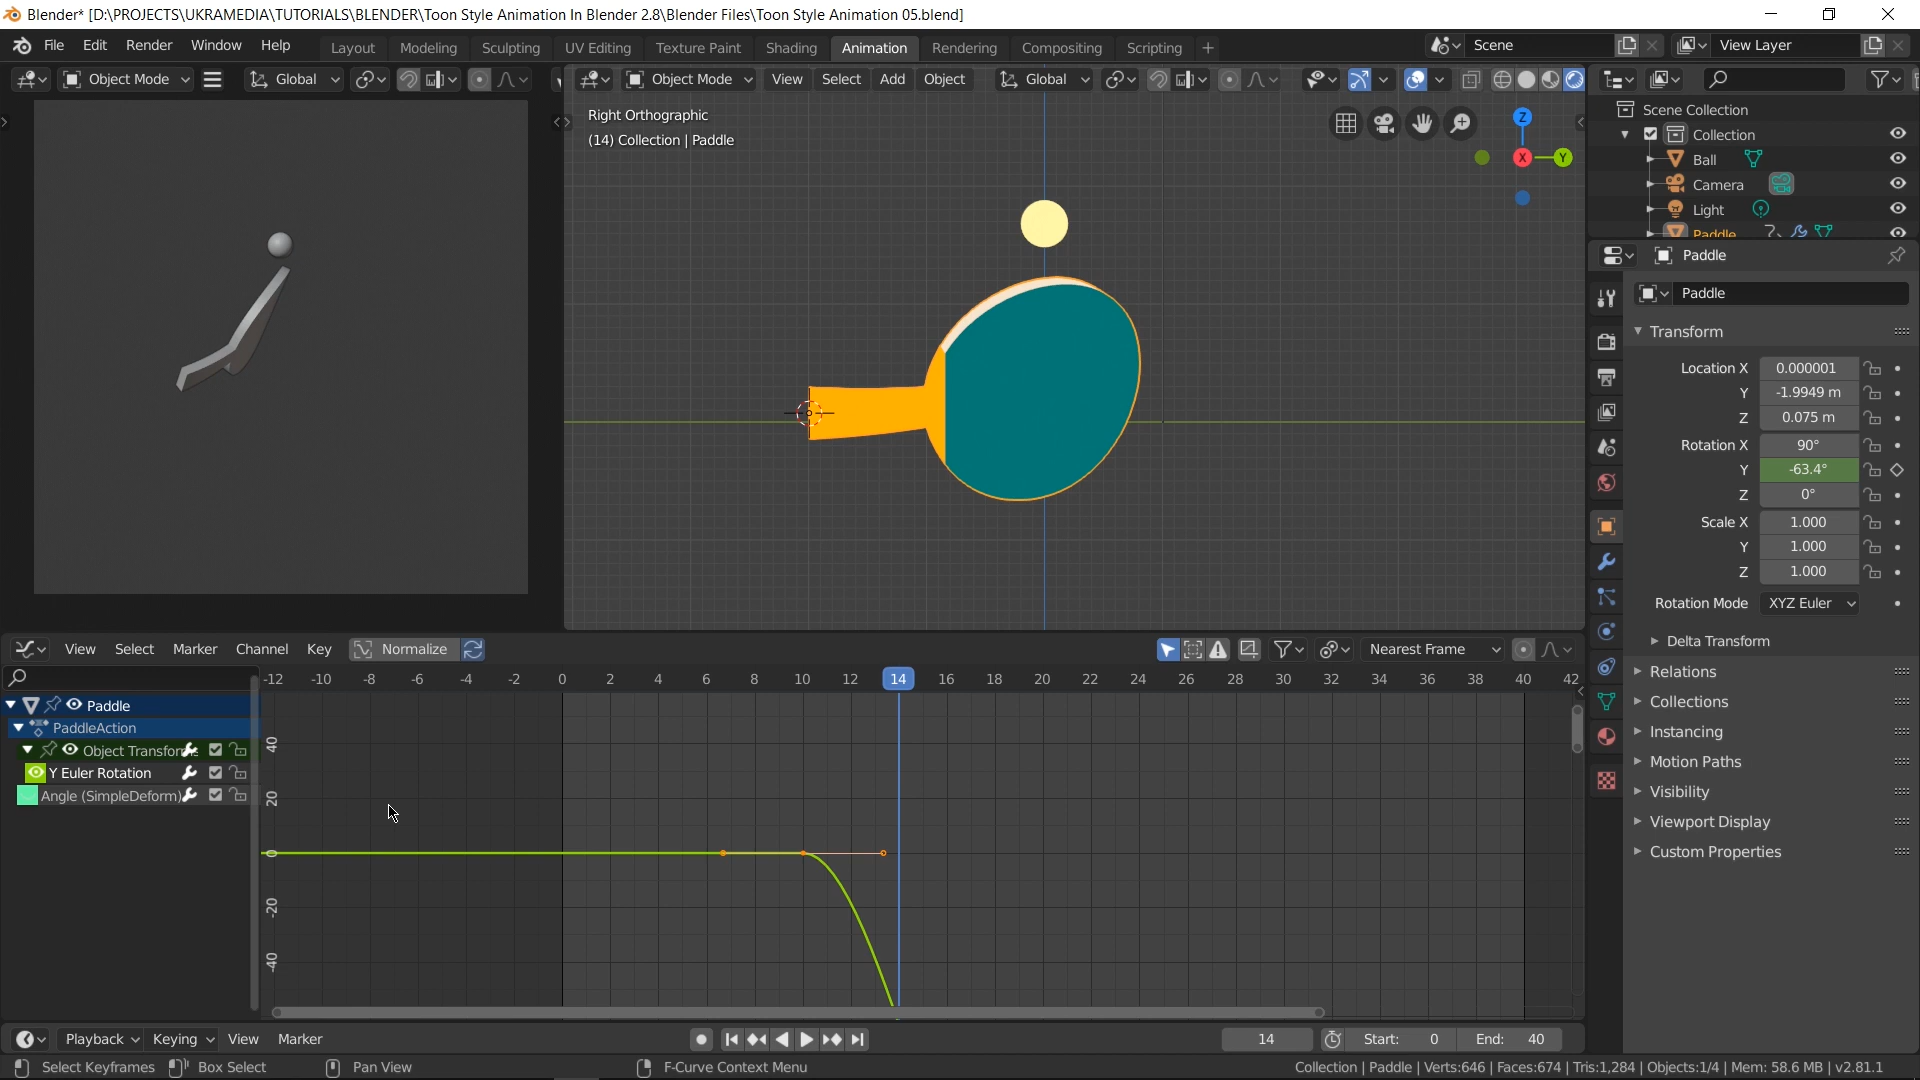 Blender* [D:\PROJECTS\UKRAMEDIA\TUTORIALS\BLENDER\Toon Style Animation In Blender 2.8\Blender Files\Toon Style Animation 05.blend]
File Edit Render Window Help Layout Modeling Sculpting UV Editing Texture Paint Shading Animation Rendering Compositing Scripting + Scene View Layer
Object Mode Global Object Mode View Select Add Object Global
Right Orthographic
(14) Collection | Paddle
Z
X
Y
Scene Collection
Collection
Ball
Camera
Light
Paddle
Paddle
Paddle
Transform
Location X 0.000001
Y -1.9949 m
Z 0.075 m
Rotation X 90°
Y -63.4°
Z 0°
Scale X 1.000
Y 1.000
Z 1.000
Rotation Mode XYZ Euler
Delta Transform
Relations
Collections
Instancing
Motion Paths
Visibility
Viewport Display
Custom Properties
View Select Marker Channel Key Normalize Nearest Frame
-12 -10 -8 -6 -4 -2 0 2 4 6 8 10 12 14 16 18 20 22 24 26 28 30 32 34 36 38 40 42
Paddle
PaddleAction
Object Transforms
Y Euler Rotation
Angle (SimpleDeform)
40
20
0
-20
-40
Playback Keying View Marker 14 Start: 0 End: 40
Select Keyframes Box Select Pan View F-Curve Context Menu Collection | Paddle | Verts:646 | Faces:674 | Tris:1,284 | Objects:1/4 | Mem: 58.6 MB | v2.81.1